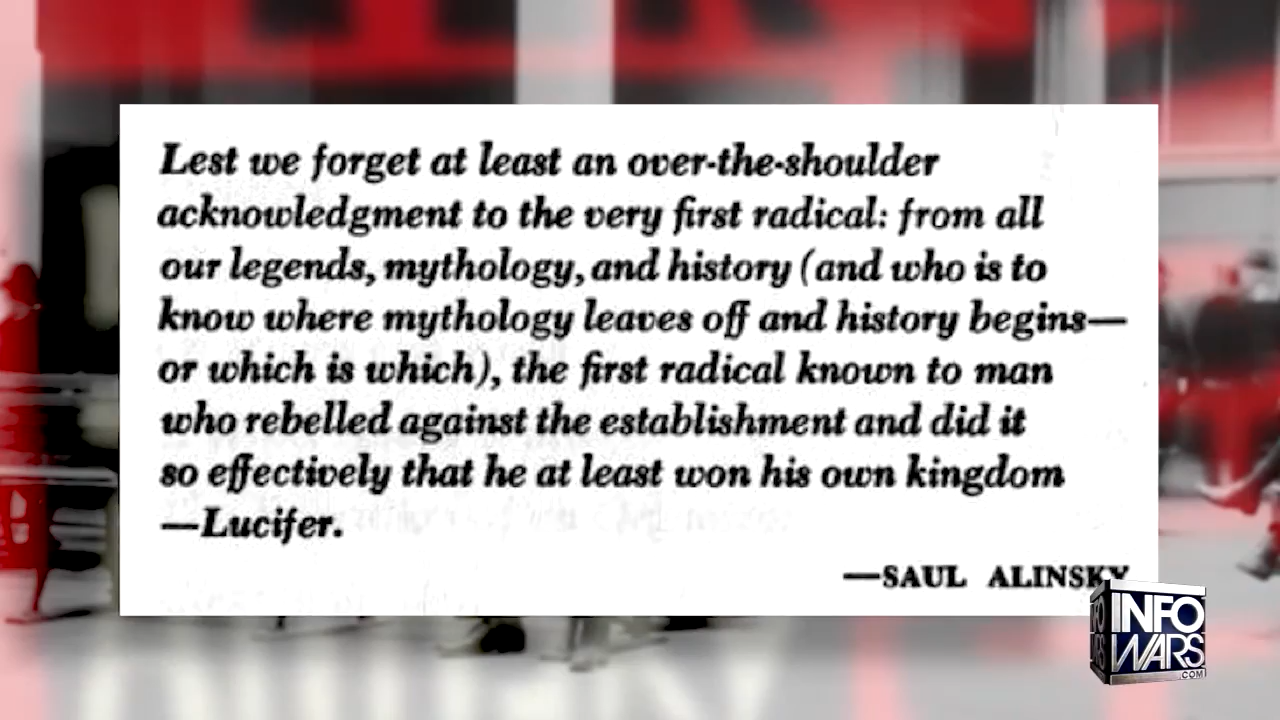 Lest we forget at least an over-the-shoulder
acknowledgment to the very first radical: from all
our legends, mythology, and history (and who is to
know where mythology leaves off and history begins—
or which is which), the first radical known to man
who rebelled against the establishment and did it
so effectively that he at least won his own kingdom
—Lucifer.
—SAUL ALINSKY
INFO
WARS
.COM